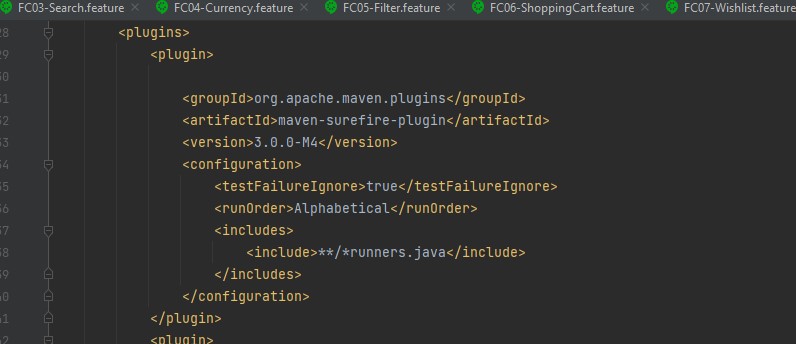 FC03-Search.feature FC04-Currency.feature FC05-Filter.feature FC06-ShoppingCart.feature FC07-Wishlist.feature
28 <plugins>
29 <plugin>
30
31 <groupId>org.apache.maven.plugins</groupId>
32 <artifactId>maven-surefire-plugin</artifactId>
33 <version>3.0.0-M4</version>
34 <configuration>
35 <testFailureIgnore>true</testFailureIgnore>
36 <runOrder>Alphabetical</runOrder>
37 <includes>
38 <include>**/*runners.java</include>
39 </includes>
40 </configuration>
41 </plugin>
42 <plugin>